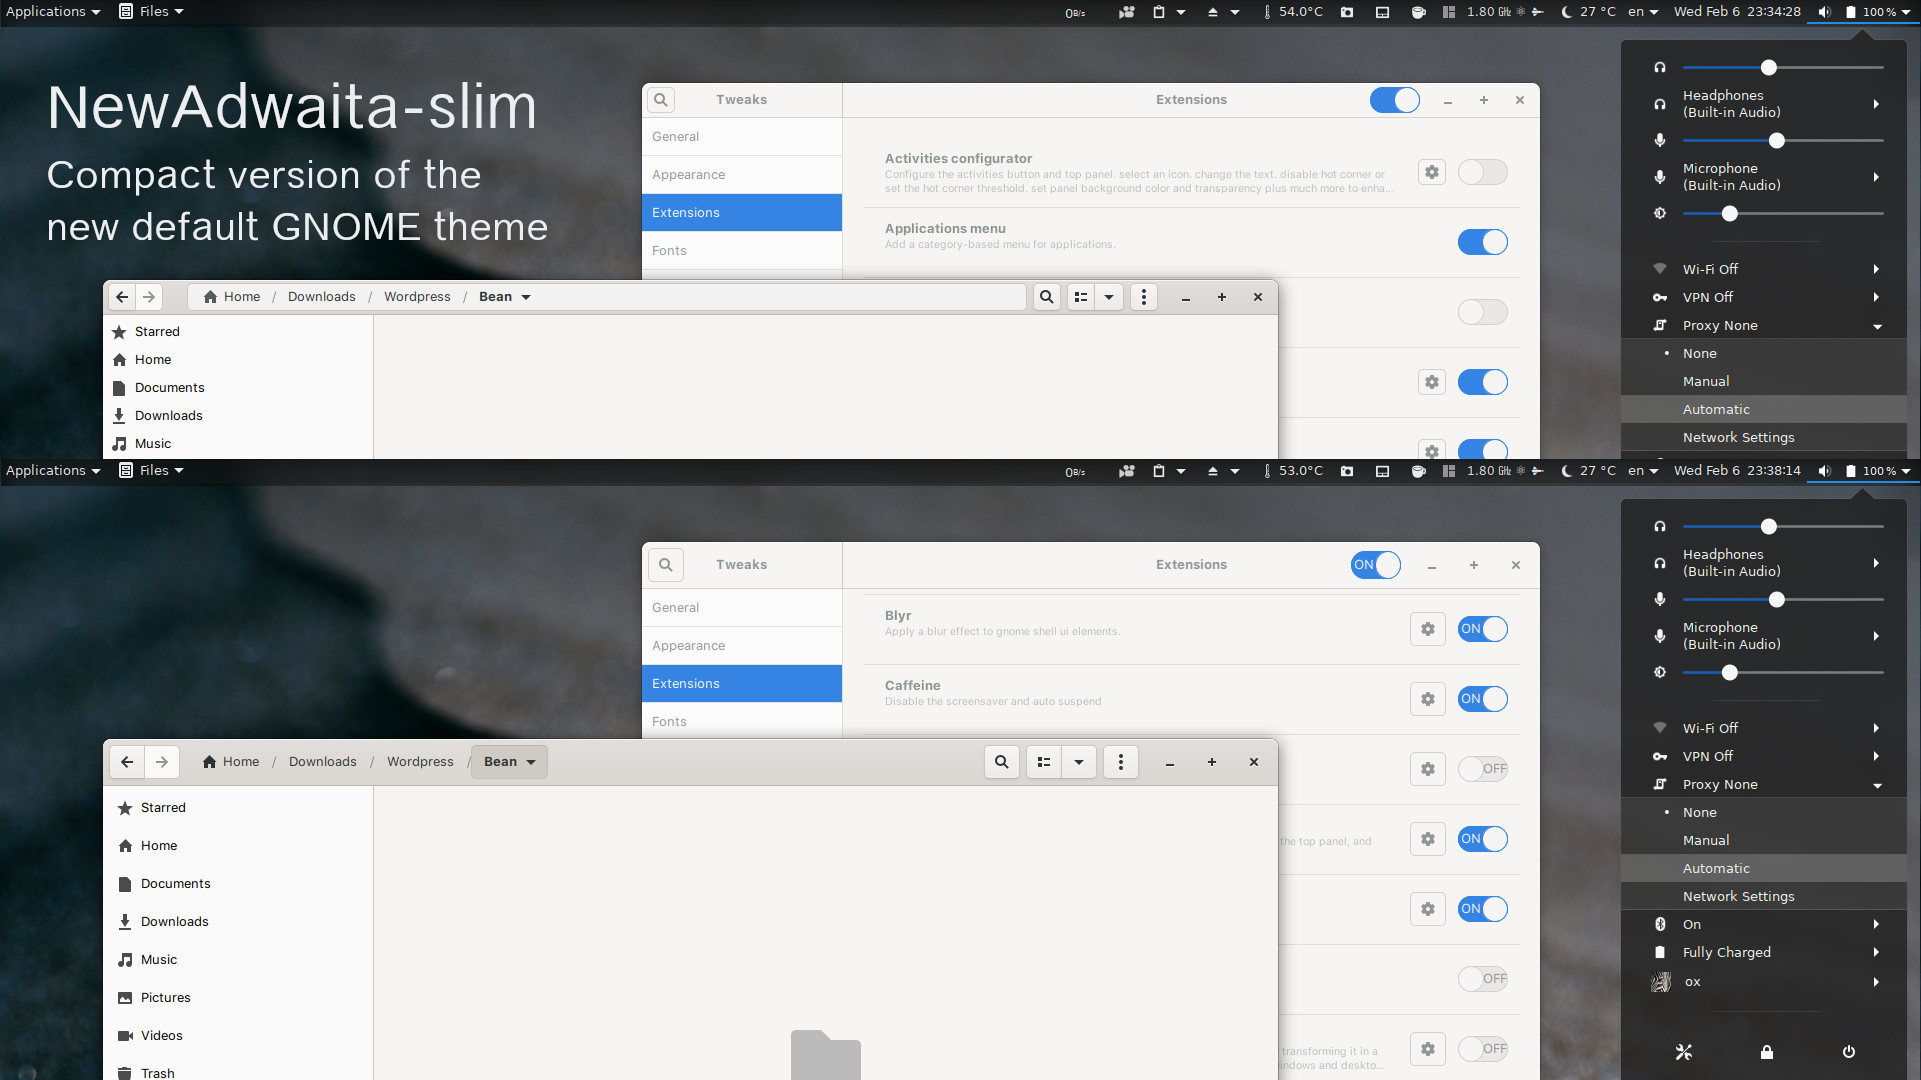 Applications
Files
0B/s
54.0°C
1.80 GHz
27 °C
en
Wed Feb 6 23:34:28
100%
NewAdwaita-slim
Compact version of the
new default GNOME theme
Tweaks
Extensions
General
Appearance
Extensions
Fonts
Activities configurator
Configure the activities button and top panel. select an icon. change the text. disable hot corner or
set the hot corner threshold. set panel background color and transparency plus much more to enha...
Applications menu
Add a category-based menu for applications.
Home / Downloads / Wordpress / Bean
Starred
Home
Documents
Downloads
Music
Headphones
(Built-in Audio)
Microphone
(Built-in Audio)
Wi-Fi Off
VPN Off
Proxy None
• None
Manual
Automatic
Network Settings
Applications
Files
0B/s
53.0°C
1.80 GHz
27 °C
en
Wed Feb 6 23:38:14
100%
Tweaks
Extensions
ON
General
Appearance
Extensions
Fonts
Blyr
Apply a blur effect to gnome shell ui elements.
ON
Caffeine
Disable the screensaver and auto suspend
ON
OFF
the top panel, and
ON
ON
OFF
transforming it in a
windows and deskto...
OFF
Home / Downloads / Wordpress / Bean
Starred
Home
Documents
Downloads
Music
Pictures
Videos
Trash
Headphones
(Built-in Audio)
Microphone
(Built-in Audio)
Wi-Fi Off
VPN Off
Proxy None
• None
Manual
Automatic
Network Settings
On
Fully Charged
ox